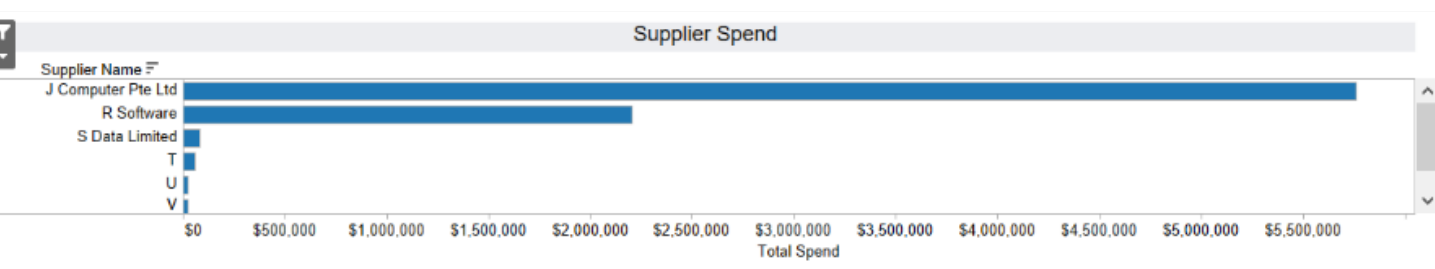 Supplier Spend
Supplier Name
J Computer Pte Ltd
R Software
S Data Limited
T
U
V
$0 $500,000 $1,000,000 $1,500,000 $2,000,000 $2,500,000 $3,000,000 $3,500,000 $4,000,000 $4,500,000 $5,000,000 $5,500,000
Total Spend